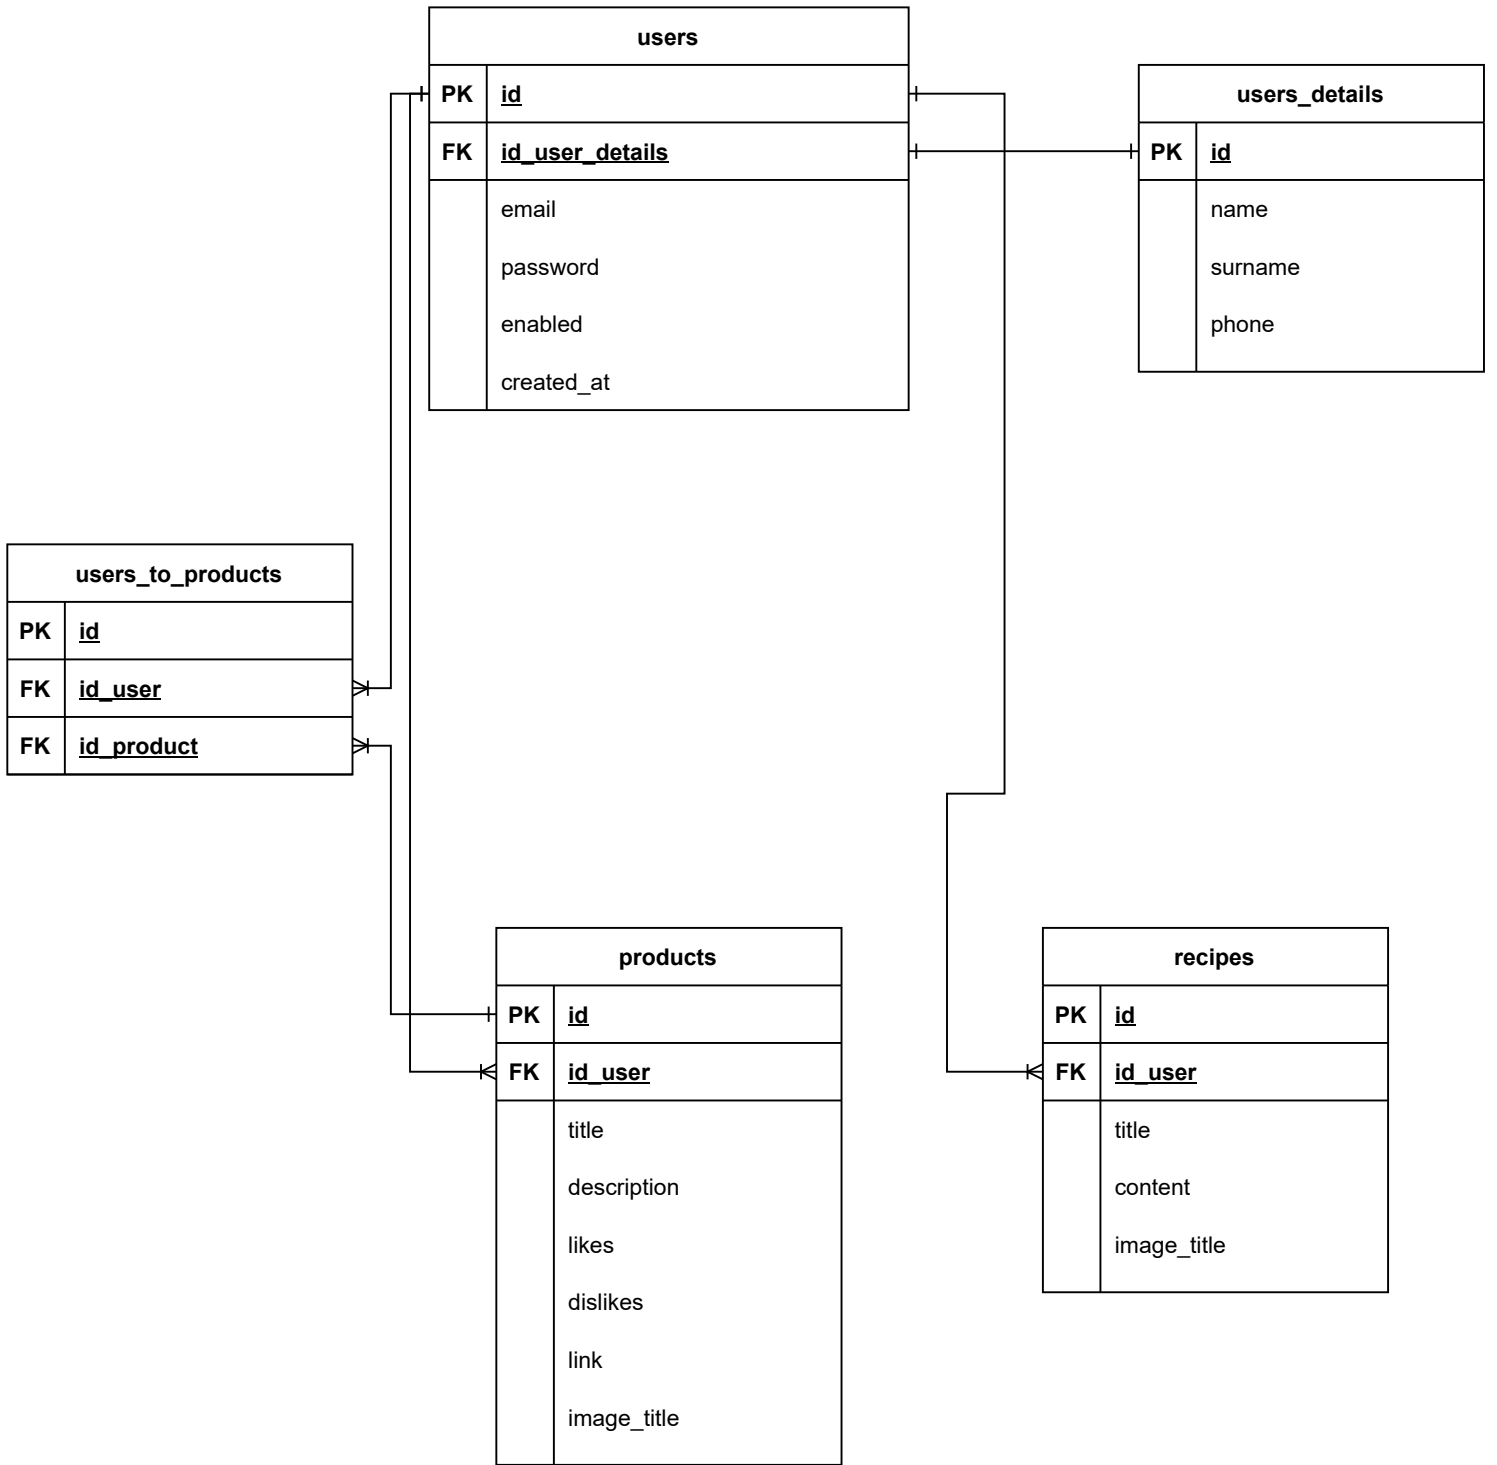 users
PK id
FK id_user_details
email
password
enabled
created_at
users_details
PK id
name
surname
phone
users_to_products
PK id
FK id_user
FK id_product
products
PK id
FK id_user
title
description
likes
dislikes
link
image_title
recipes
PK id
FK id_user
title
content
image_title